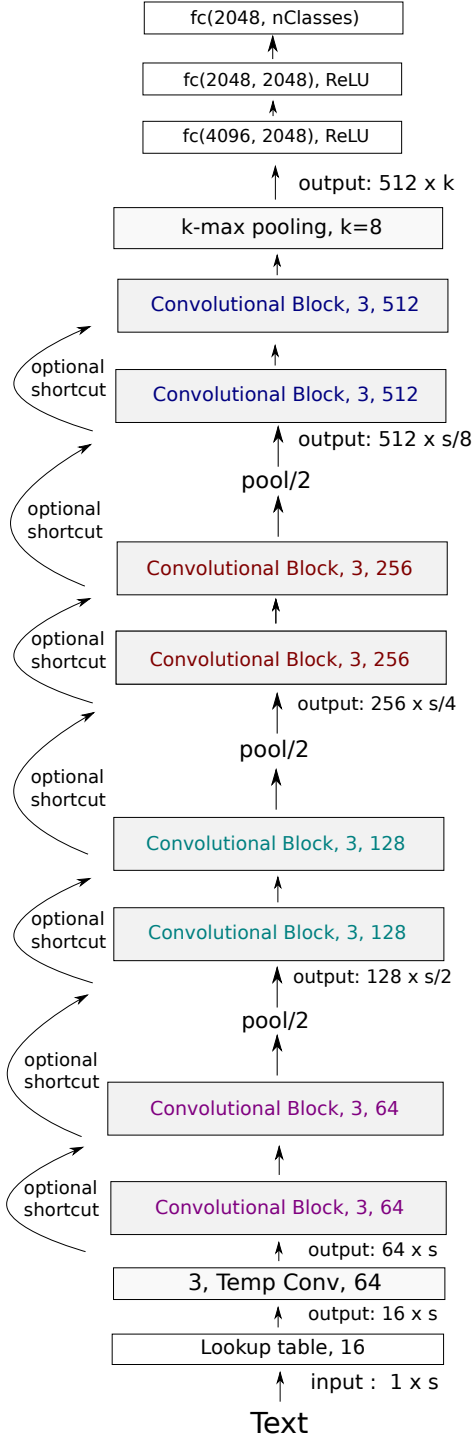 fc(2048, nClasses)
fc(2048, 2048), ReLU
fc(4096, 2048), ReLU
output: 512 x k
k-max pooling, k=8
Convolutional Block, 3, 512
optional
shortcut
Convolutional Block, 3, 512
output: 512 x s/8
pool/2
optional
shortcut
Convolutional Block, 3, 256
optional
shortcut
Convolutional Block, 3, 256
output: 256 x s/4
pool/2
optional
shortcut
Convolutional Block, 3, 128
optional
shortcut
Convolutional Block, 3, 128
output: 128 x s/2
pool/2
optional
shortcut
Convolutional Block, 3, 64
optional
shortcut
Convolutional Block, 3, 64
output: 64 x s
3, Temp Conv, 64
output: 16 x s
Lookup table, 16
input : 1 x s
Text